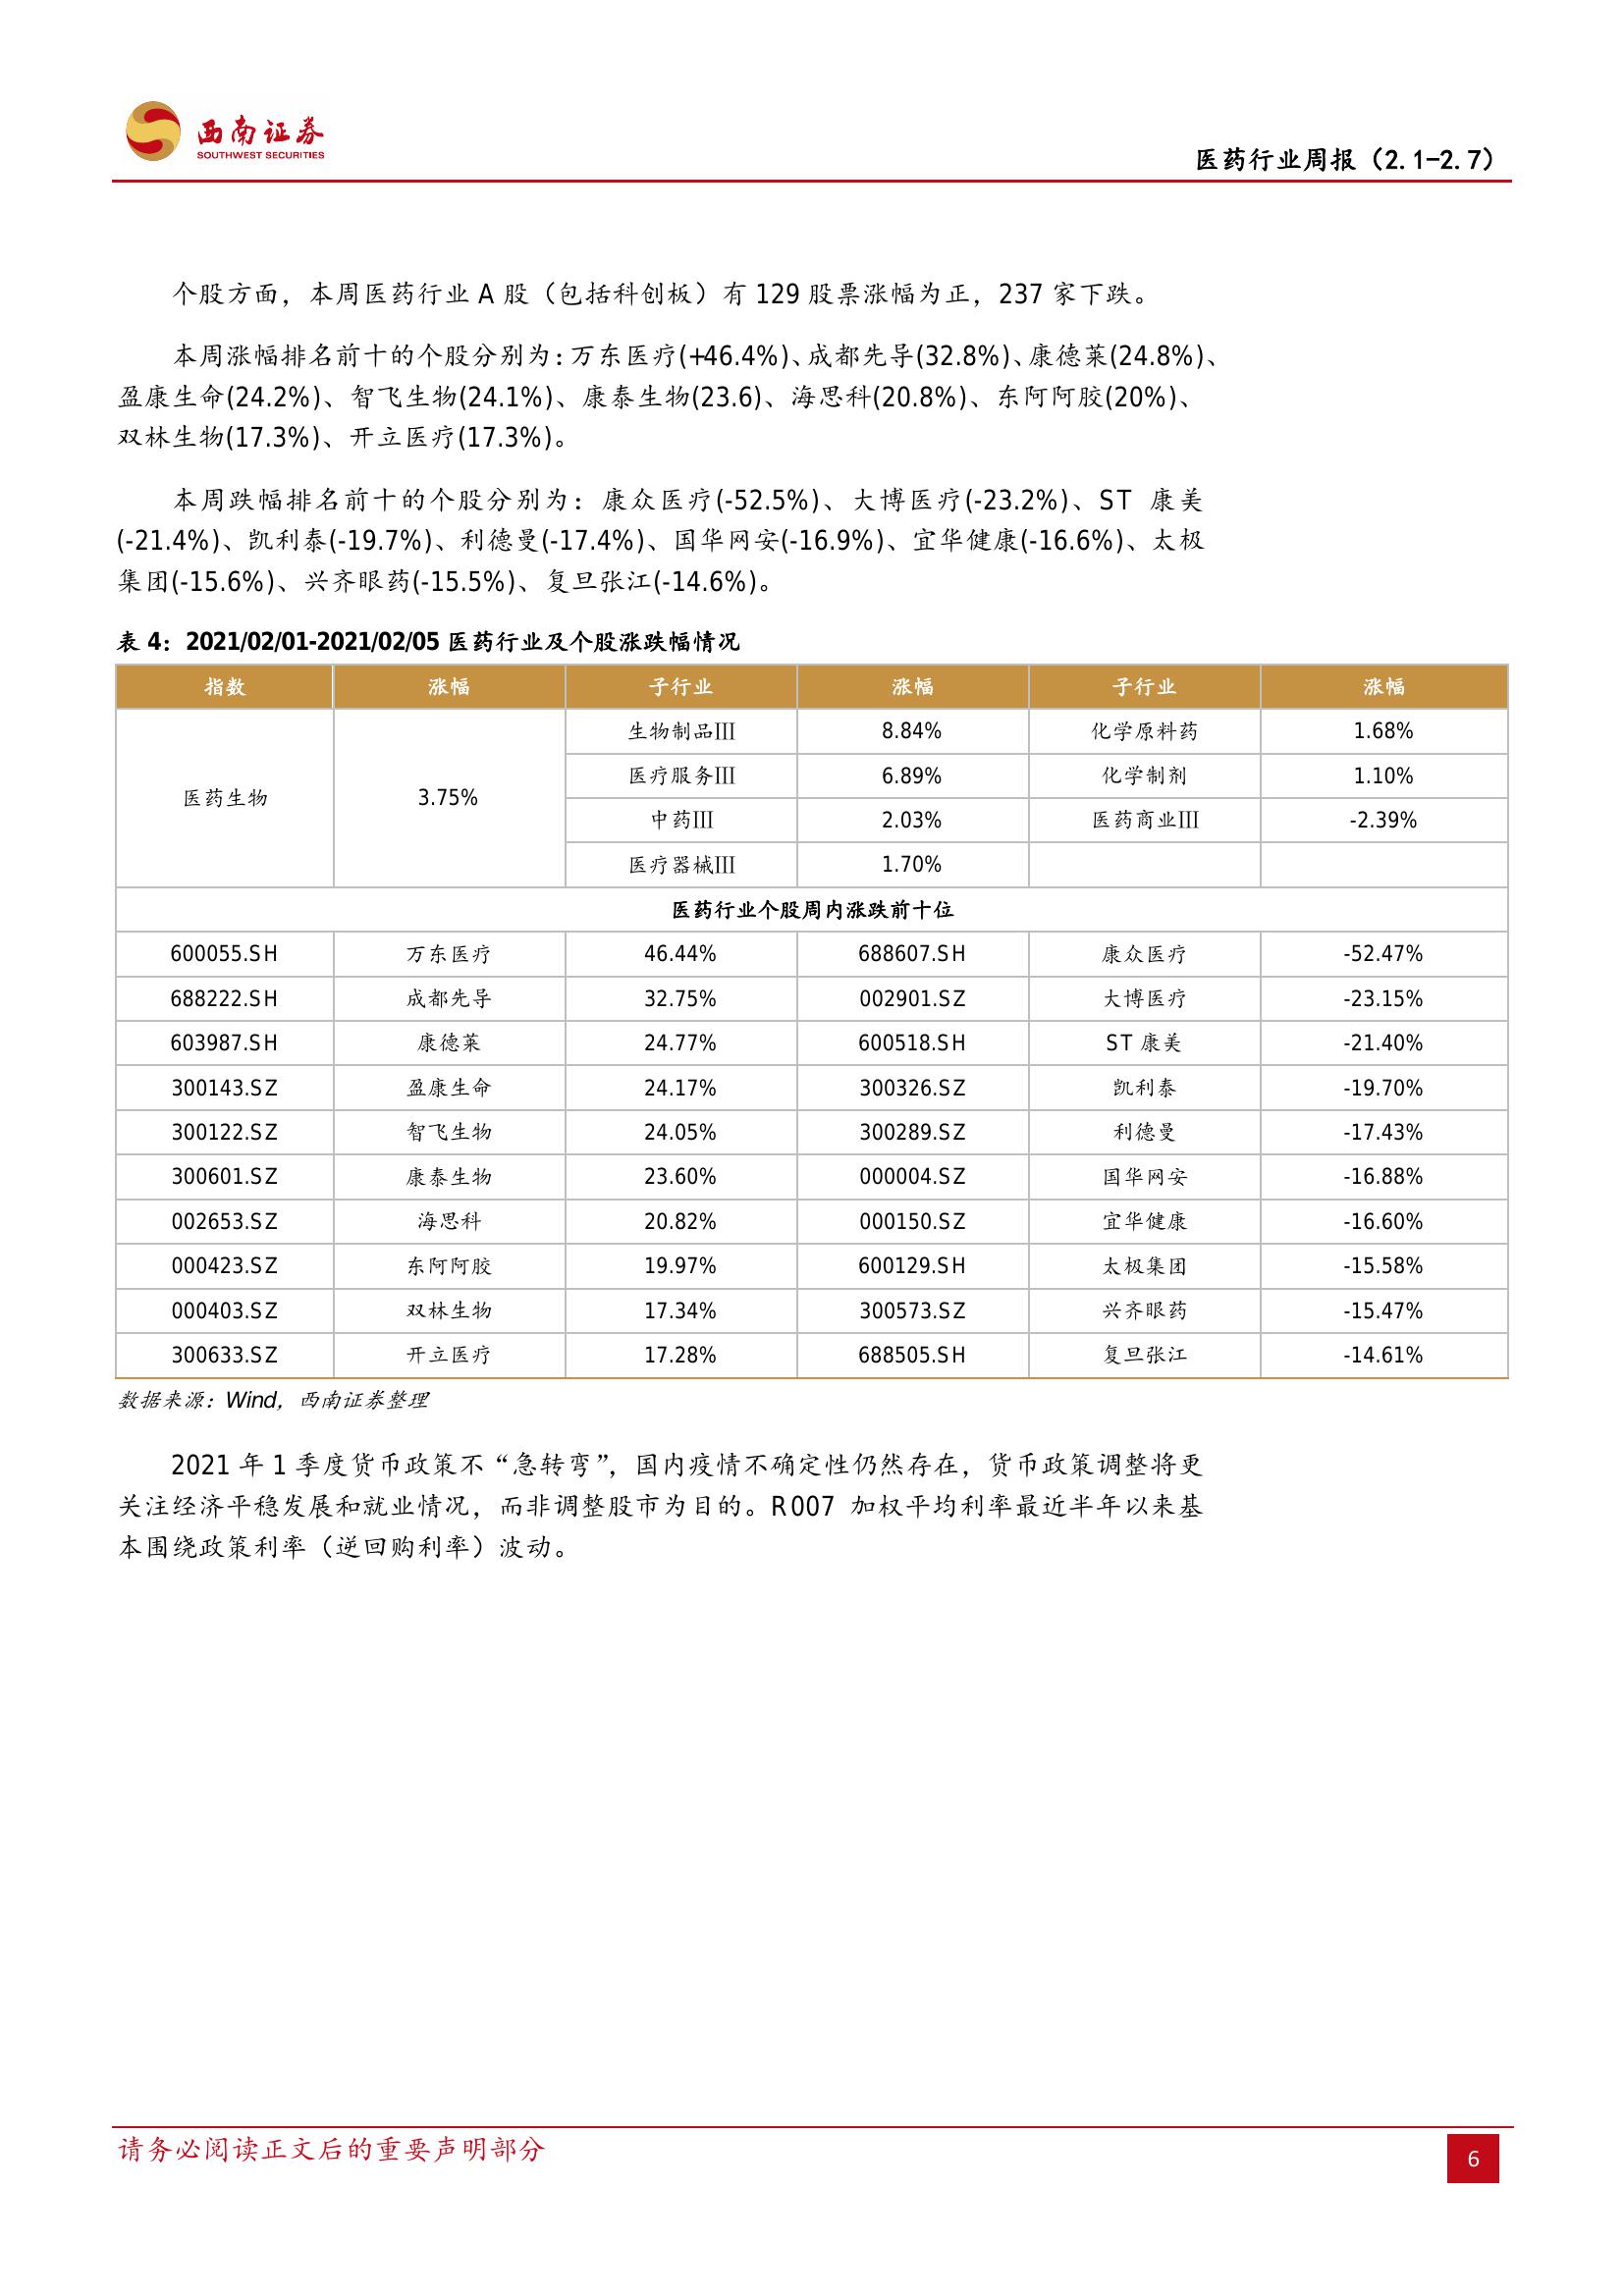 西南证券
SOUTHWEST SECURITIES
医药行业周报（2.1-2.7）
个股方面，本周医药行业 A 股（包括科创板）有 129 股票涨幅为正，237 家下跌。
本周涨幅排名前十的个股分别为：万东医疗(+46.4%)、成都先导(32.8%)、康德莱(24.8%)、
盈康生命(24.2%)、智飞生物(24.1%)、康泰生物(23.6)、海思科(20.8%)、东阿阿胶(20%)、
双林生物(17.3%)、开立医疗(17.3%)。
本周跌幅排名前十的个股分别为：康众医疗(-52.5%)、大博医疗(-23.2%)、ST 康美
(-21.4%)、凯利泰(-19.7%)、利德曼(-17.4%)、国华网安(-16.9%)、宜华健康(-16.6%)、太极
集团(-15.6%)、兴齐眼药(-15.5%)、复旦张江(-14.6%)。
表 4：2021/02/01-2021/02/05 医药行业及个股涨跌幅情况
指数 涨幅 子行业 涨幅 子行业 涨幅
医药生物 3.75% 生物制品III 8.84% 化学原料药 1.68%
医疗服务III 6.89% 化学制剂 1.10%
中药III 2.03% 医药商业III -2.39%
医疗器械III 1.70%
医药行业个股周内涨跌前十位
600055.SH 万东医疗 46.44% 688607.SH 康众医疗 -52.47%
688222.SH 成都先导 32.75% 002901.SZ 大博医疗 -23.15%
603987.SH 康德莱 24.77% 600518.SH ST 康美 -21.40%
300143.SZ 盈康生命 24.17% 300326.SZ 凯利泰 -19.70%
300122.SZ 智飞生物 24.05% 300289.SZ 利德曼 -17.43%
300601.SZ 康泰生物 23.60% 000004.SZ 国华网安 -16.88%
002653.SZ 海思科 20.82% 000150.SZ 宜华健康 -16.60%
000423.SZ 东阿阿胶 19.97% 600129.SH 太极集团 -15.58%
000403.SZ 双林生物 17.34% 300573.SZ 兴齐眼药 -15.47%
300633.SZ 开立医疗 17.28% 688505.SH 复旦张江 -14.61%
数据来源：Wind，西南证券整理
2021 年 1 季度货币政策不“急转弯”，国内疫情不确定性仍然存在，货币政策调整将更
关注经济平稳发展和就业情况，而非调整股市为目的。R007 加权平均利率最近半年以来基
本围绕政策利率（逆回购利率）波动。
请务必阅读正文后的重要声明部分
6